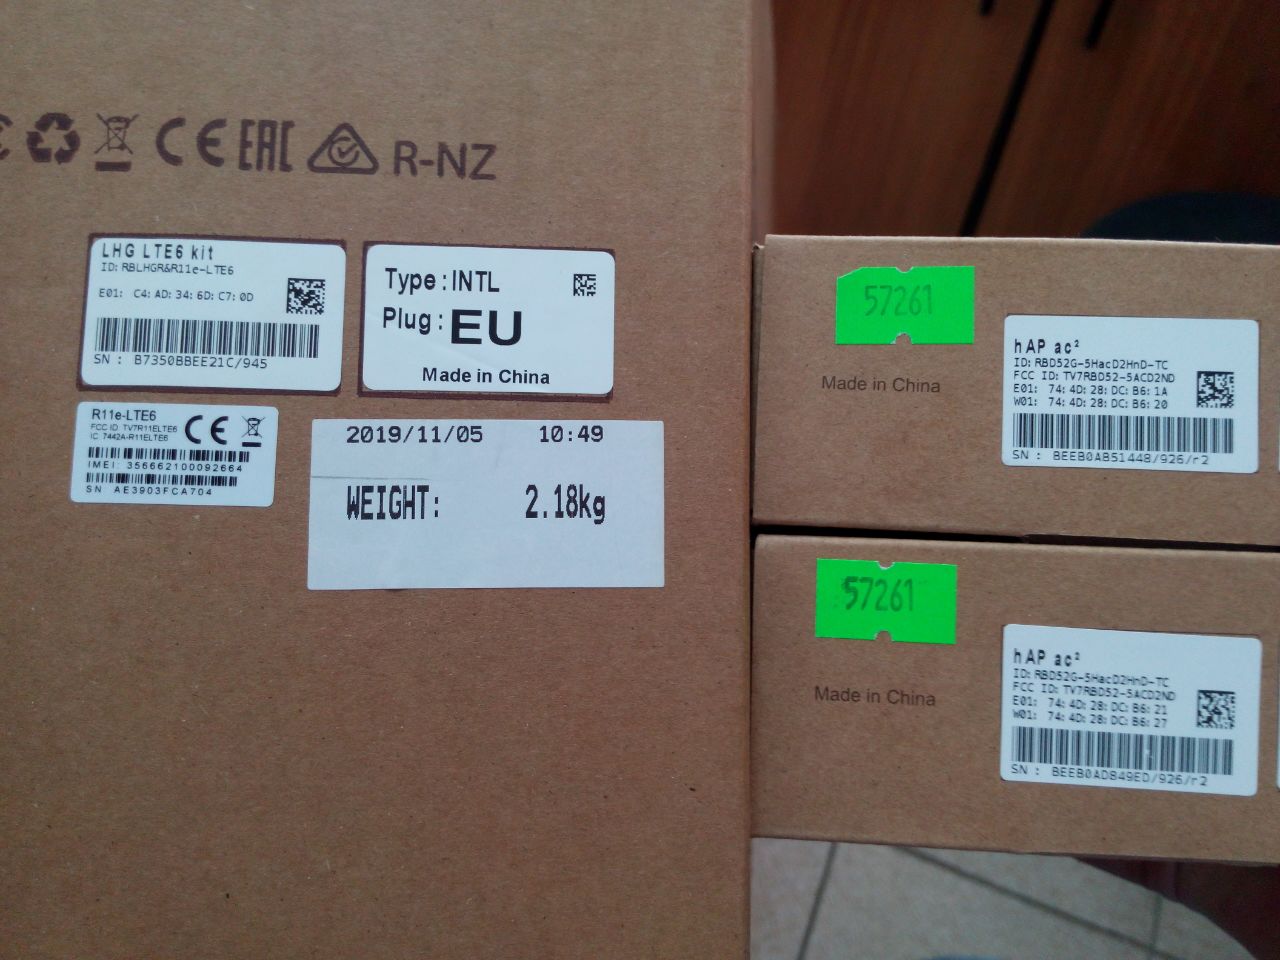 CE EAC R-NZ
LHG LTE6 kit
ID: RBLHGR&R11e-LTE6
E01: C4:AD:34:6D:C7:0D
SN : B7350BBEE21C/945
Type : INTL
Plug : EU
Made in China
R11e-LTE6
FCC ID: TV7R11ELTE6
IC: 7442A-R11ELTE6
CE
IMEI: 356662100092664
SN: AE3903FCA704
2019/11/05 10:49
WEIGHT: 2.18kg
57261
Made in China
hAP ac²
ID: RBD52G-5HacD2HnD-TC
FCC ID: TV7RBD52-5ACD2ND
E01: 74:4D:28:DC:B6:1A
W01: 74:4D:28:DC:B6:20
SN : BEEB0AB51448/926/r2
57261
Made in China
hAP ac²
ID: RBD52G-5HacD2HnD-TC
FCC ID: TV7RBD52-5ACD2ND
E01: 74:4D:28:DC:B6:21
W01: 74:4D:28:DC:B6:27
SN : BEEB0AD849ED/926/r2